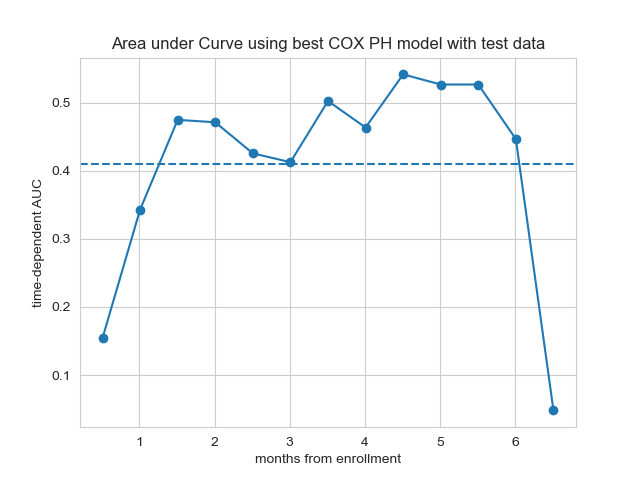 Area under Curve using best COX PH model with test data
time-dependent AUC
0.5
0.4
0.3
0.2
0.1
1 2 3 4 5 6
months from enrollment